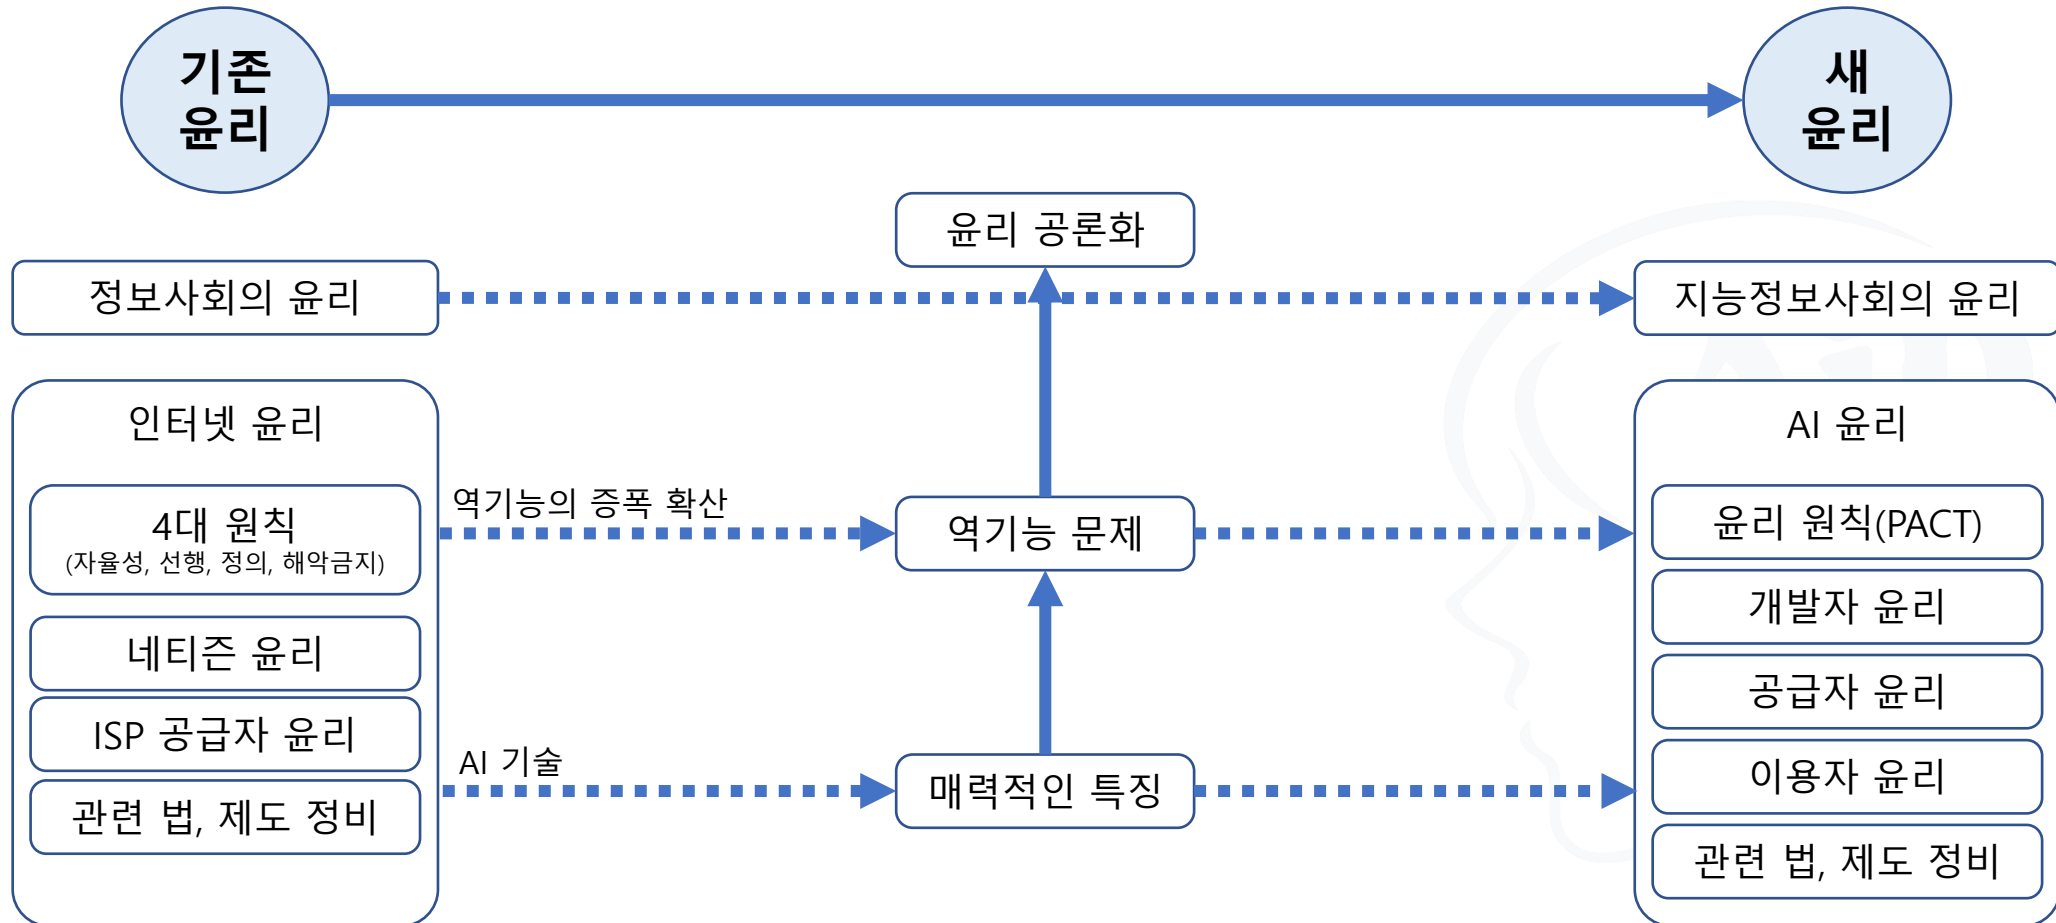 기존
윤리
새
윤리
윤리 공론화
정보사회의 윤리
지능정보사회의 윤리
인터넷 윤리
4대 원칙
(자율성, 선행, 정의, 해악금지)
네티즌 윤리
ISP 공급자 윤리
관련 법, 제도 정비
역기능의 증폭 확산
AI 기술
역기능 문제
매력적인 특징
AI 윤리
윤리 원칙(PACT)
개발자 윤리
공급자 윤리
이용자 윤리
관련 법, 제도 정비